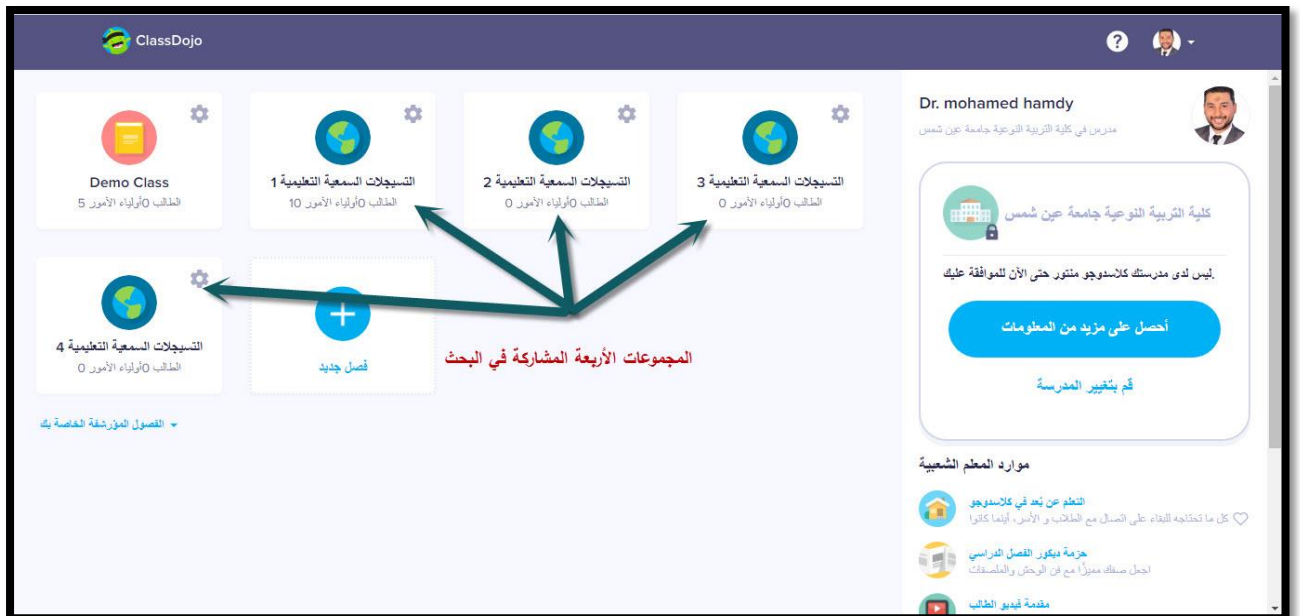 ClassDojo
?
Demo Class
الطالب 0أولياء الأمور 5
التسيجلات السمعية التعليمية 1
الطالب 0أولياء الأمور 10
التسيجلات السمعية التعليمية 2
الطالب 0أولياء الأمور 0
التسيجلات السمعية التعليمية 3
الطالب 0أولياء الأمور 0
التسيجلات السمعية التعليمية 4
الطالب 0أولياء الأمور 0
فصل جديد
المجموعات الأربعة المشاركة في البحث
الفصول المؤرشفة الخاصة بك
Dr. mohamed hamdy
مدرس في كلية التربية النوعية جامعة عين شمس
كلية التربية النوعية جامعة عين شمس
.ليس لدى مدرستك كلاسدوجو منتور حتى الآن للموافقة عليك
أحصل على مزيد من المعلومات
قم بتغيير المدرسة
موارد المعلم الشعبية
التعلم عن بُعد في كلاسدوجو
كل ما تحتاجه للبقاء على اتصال مع الطلاب و الأسر، أينما كانوا
حزمة ديكور الفصل الدراسي
اجعل صفك مميزًا مع فن الوحش والملصقات
مقدمة فيديو الطالب